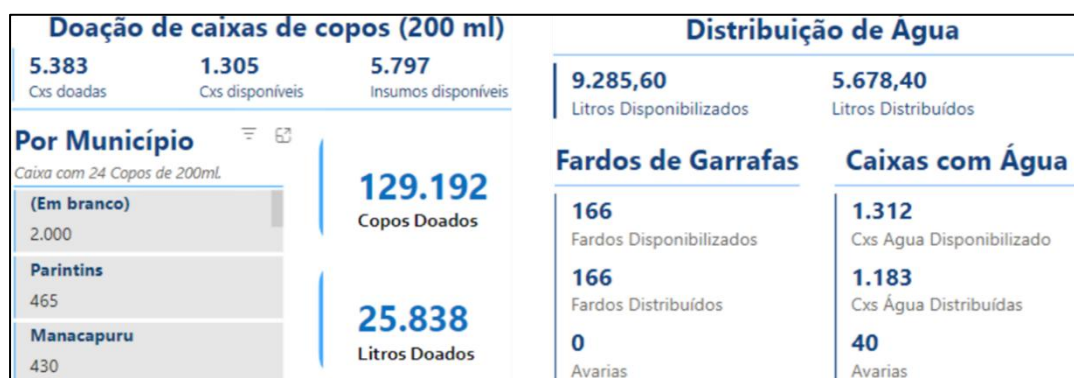 Doação de caixas de copos (200 ml)
5.383 1.305 5.797
Cxs doadas Cxs disponíveis Insumos disponíveis
Por Município
Caixa com 24 Copos de 200ml.
(Em branco)
2.000
Parintins
465
Manacapuru
430
129.192
Copos Doados
25.838
Litros Doados
Distribuição de Água
9.285,60 5.678,40
Litros Disponibilizados Litros Distribuídos
Fardos de Garrafas
166
Fardos Disponibilizados
166
Fardos Distribuídos
0
Avarias
Caixas com Água
1.312
Cxs Agua Disponibilizado
1.183
Cxs Água Distribuídas
40
Avarias